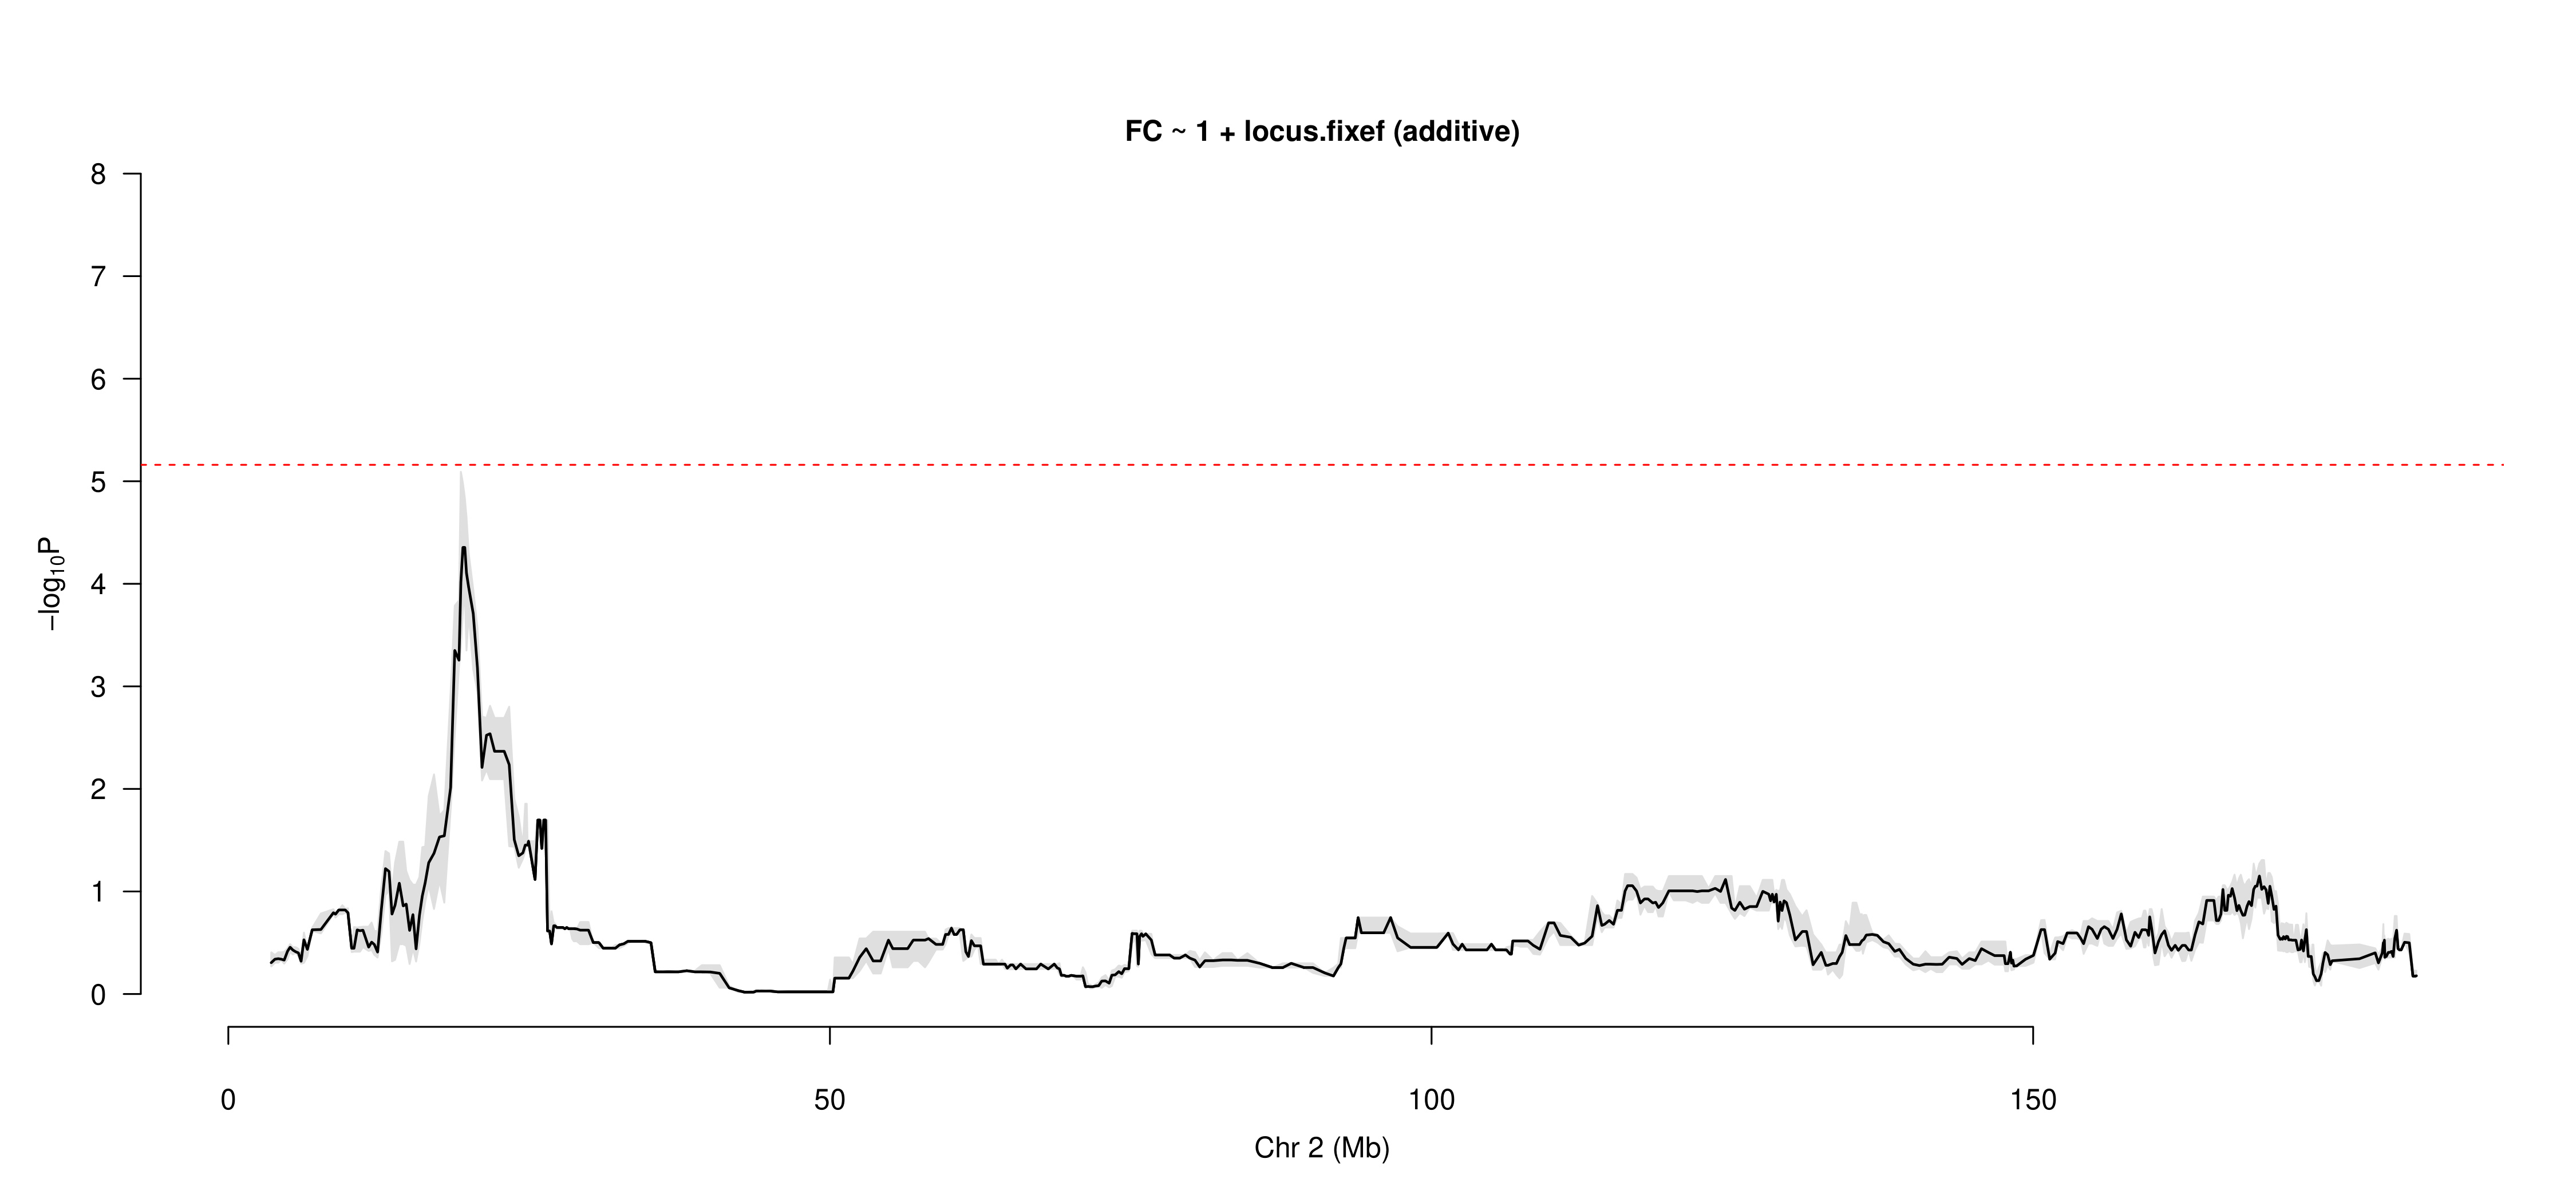 FC ~ 1 + locus.fixef (additive)
8
7
6
5
4
3
2
1
0
−log10P
0 50 100 150
Chr 2 (Mb)